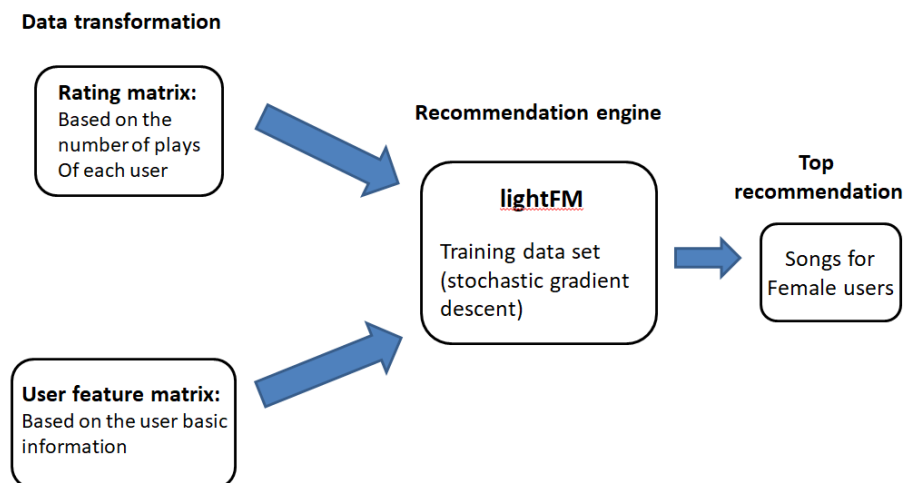 Data transformation
Rating matrix:
Based on the
number of plays
Of each user
Recommendation engine
lightFM
Training data set
(stochastic gradient
descent)
Top
recommendation
Songs for
Female users
User feature matrix:
Based on the user basic
information